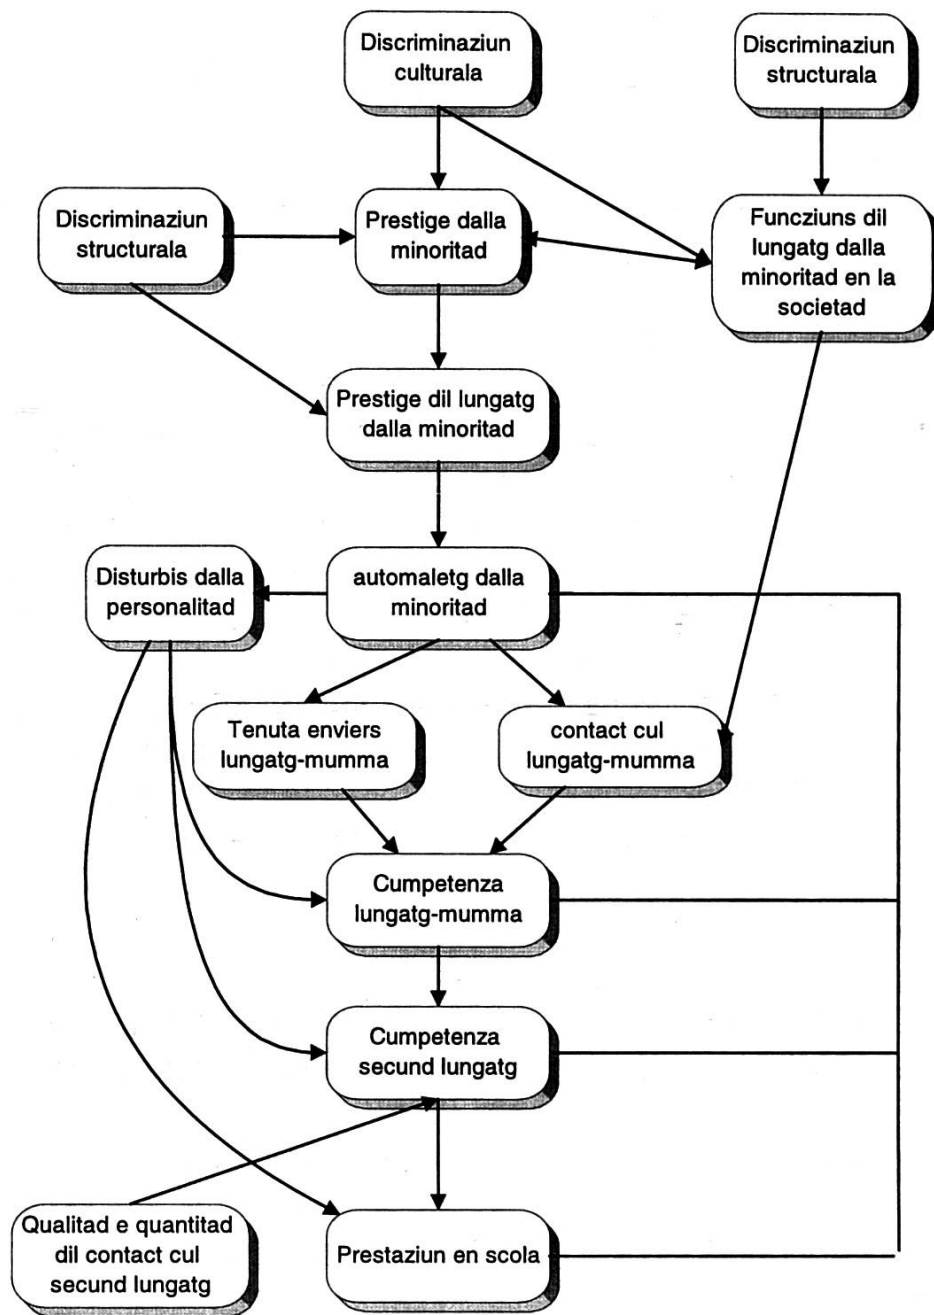 Discriminaziun
culturala
Discriminaziun
structurala
Discriminaziun
structurala
Prestige dalla
minoritad
Funcziuns dil
lungatg dalla
minoritad en la
societad
Prestige dil lungatg
dalla minoritad
Disturbis dalla
personalitad
automaletg dalla
minoritad
Tenuta enviers
lungatg-mumma
contact cul
lungatg-mumma
Cumpetenza
lungatg-mumma
Cumpetenza
secund lungatg
Qualitad e quantitad
dil contact cul
secund lungatg
Prestaziun en scola